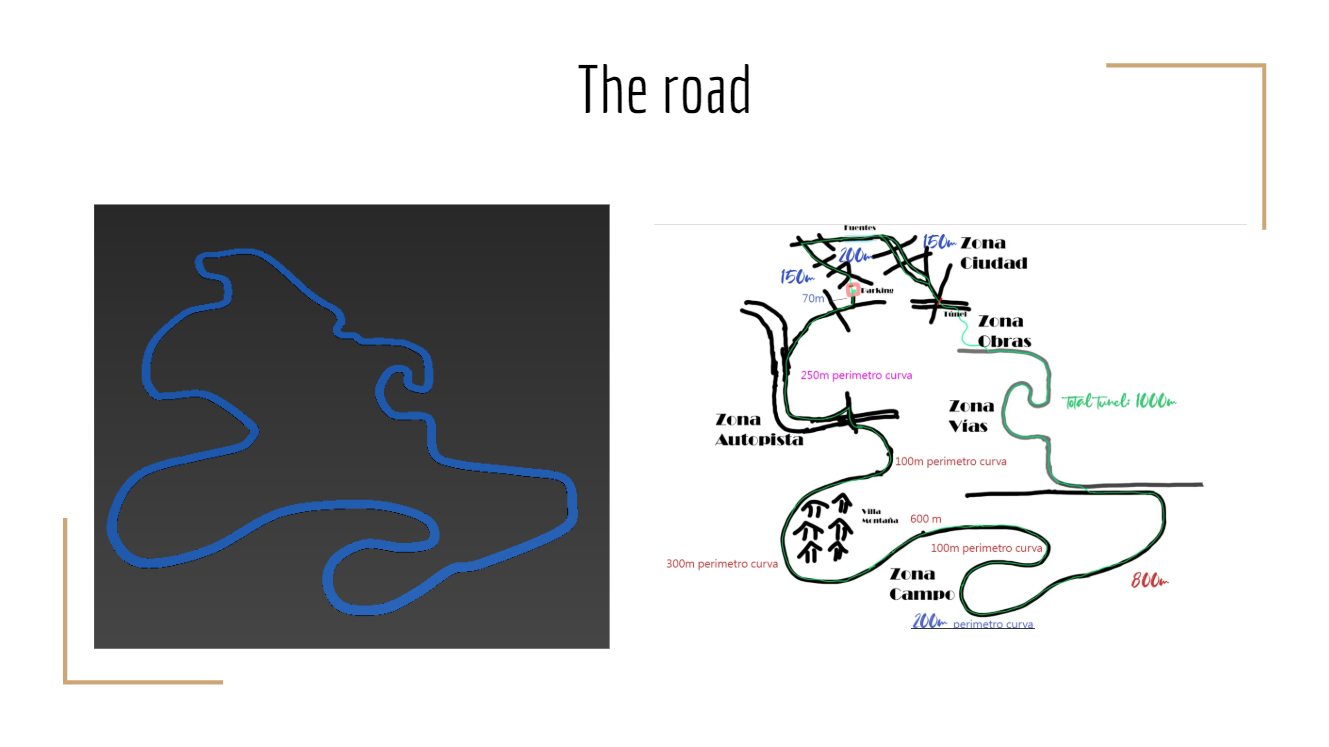 The road
Fuentes
150m
Zona
Ciudad
200m
150m
Parking
70m
Túnel
Zona
Obras
250m perimetro curva
Total Tunel: 1000m
Zona
Vías
Zona
Autopista
100m perimetro curva
Villa
Montaña
600 m
100m perimetro curva
300m perimetro curva
Zona
Campo
800m
200m perimetro curva